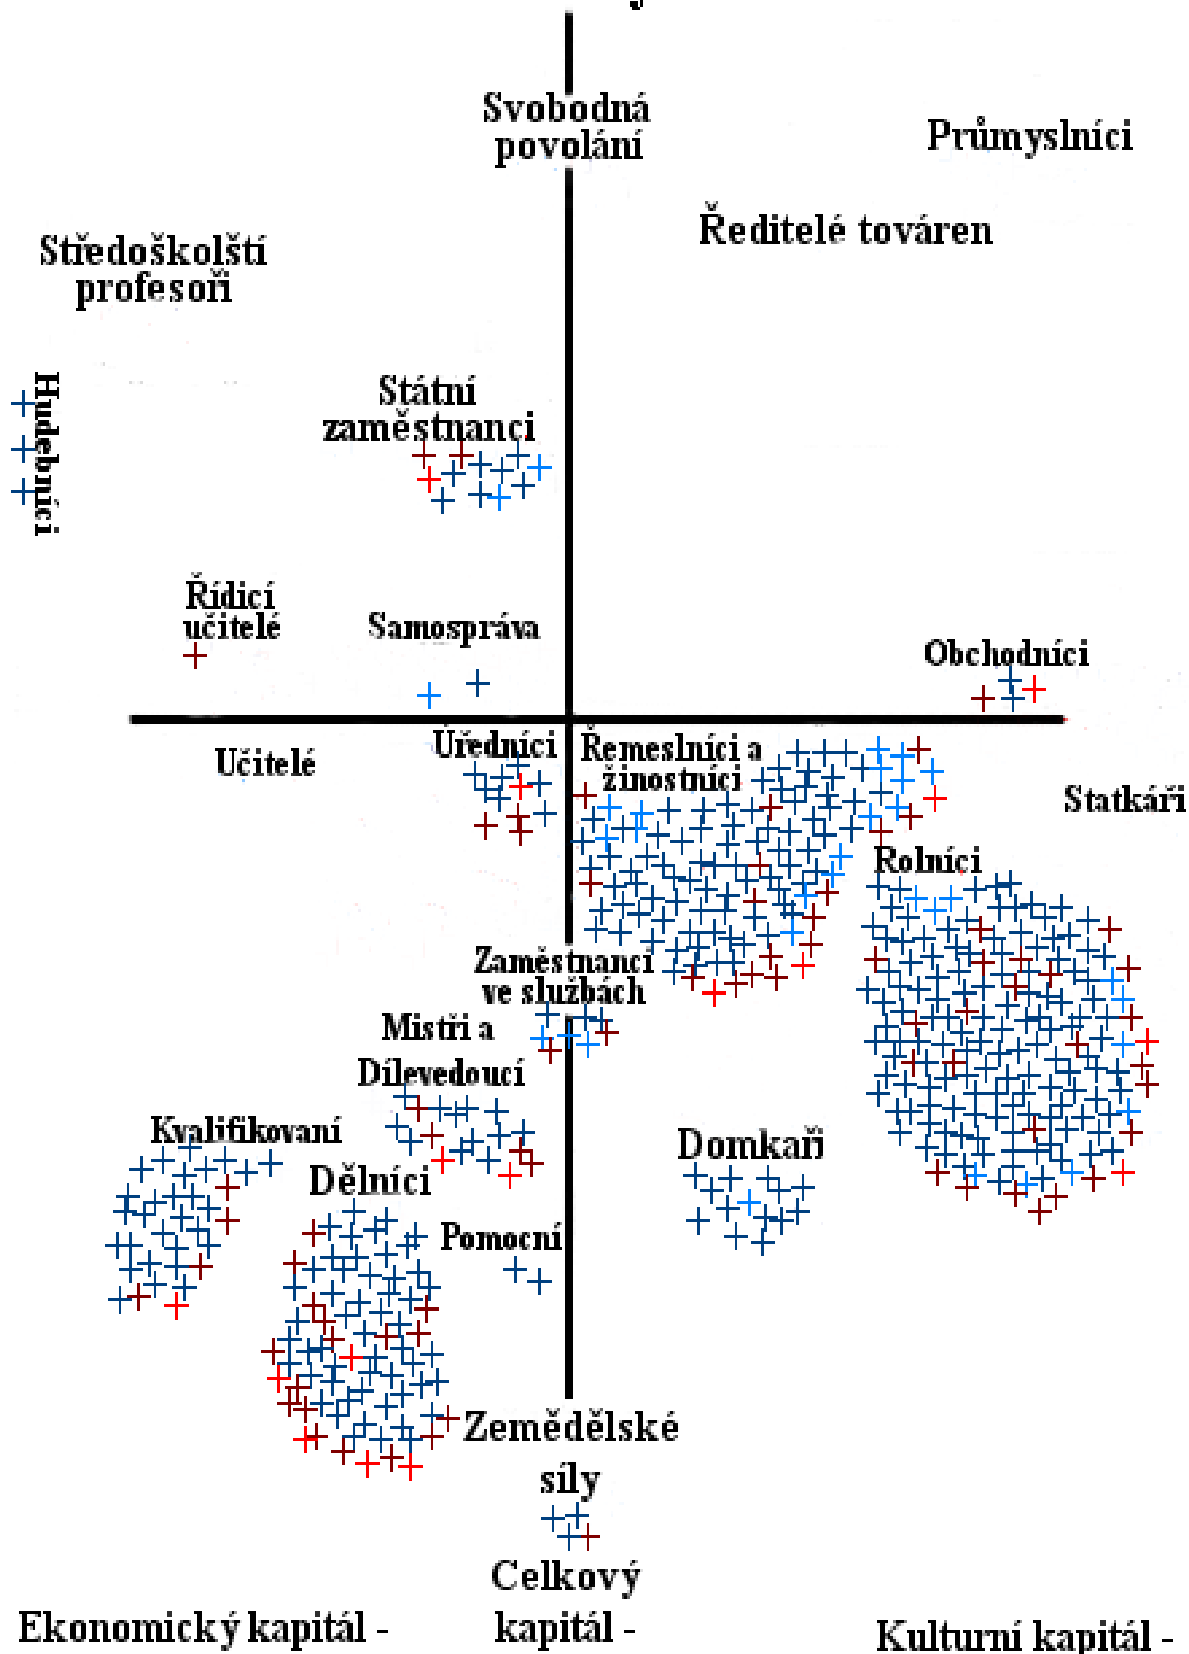 Svobodná
povolání
Průmyslníci
Ředitelé továren
Středoškolští
profesoři
Hudebníci
Státní
zaměstnanci
Řídicí
učitelé
Samospráva
Obchodníci
Učitelé
Úředníci
Řemeslníci a
žinostníci
Statkáři
Rolníci
Zaměstnanci
ve službách
Mistři a
Dílevedoucí
Kvalifikovaní
Dělníci
Domkaři
Pomocní
Zemědělské
síly
Celkový
kapitál -
Ekonomický kapitál -
Kulturní kapitál -